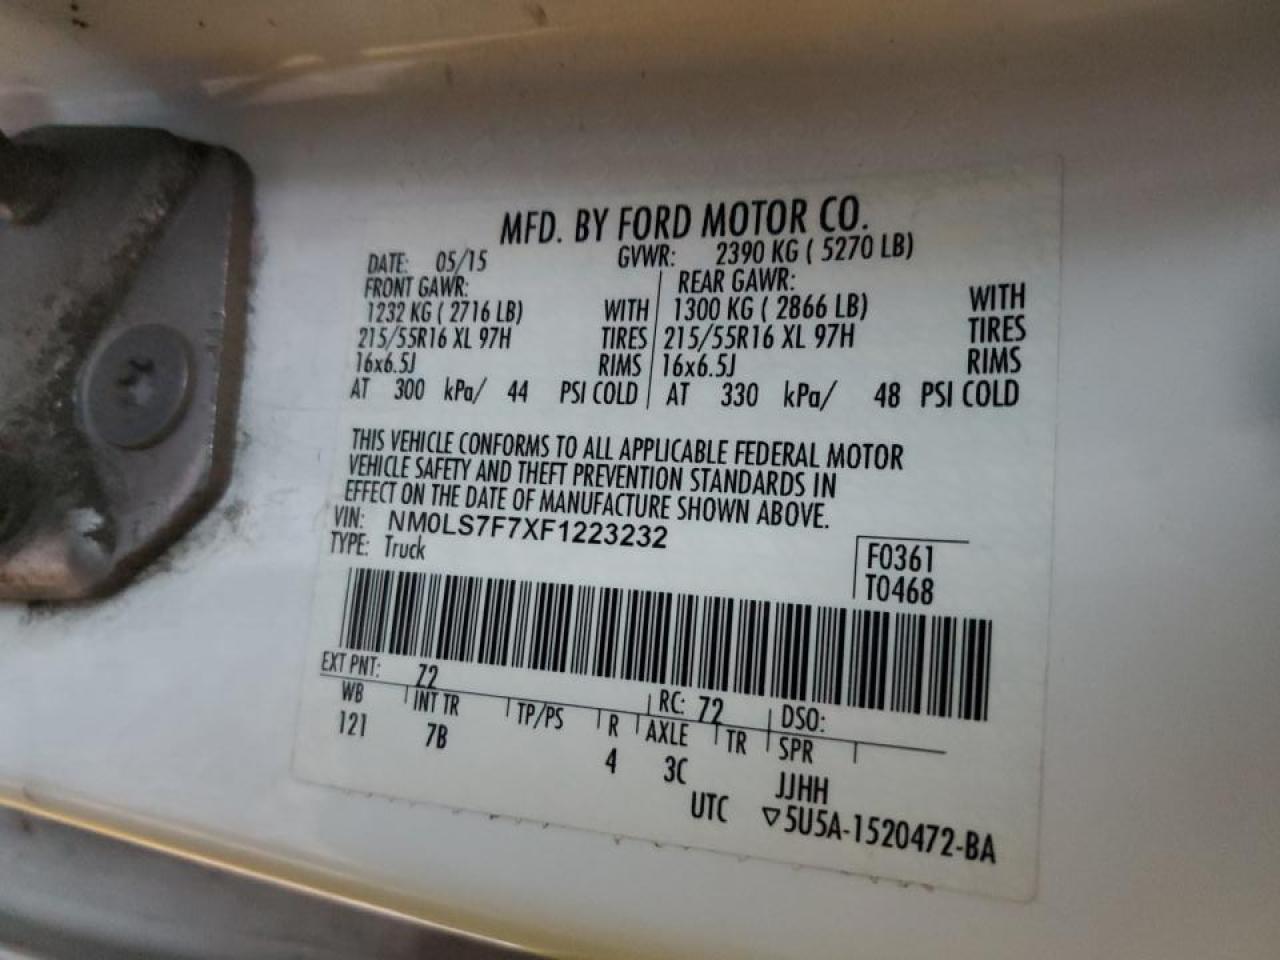 MFD. BY FORD MOTOR CO.
DATE: 05/15 GVWR: 2390 KG ( 5270 LB)
FRONT GAWR: REAR GAWR:
1232 KG ( 2716 LB) WITH 1300 KG ( 2866 LB) WITH
215/55R16 XL 97H TIRES 215/55R16 XL 97H TIRES
16x6.5J RIMS 16x6.5J RIMS
AT 300 kPa/ 44 PSI COLD AT 330 kPa/ 48 PSI COLD
THIS VEHICLE CONFORMS TO ALL APPLICABLE FEDERAL MOTOR
VEHICLE SAFETY AND THEFT PREVENTION STANDARDS IN
EFFECT ON THE DATE OF MANUFACTURE SHOWN ABOVE.
VIN: NM0LS7F7XF1223232
TYPE: Truck
F0361
T0468
EXT PNT: Z2 RC: 72 DSO:
WB INT TR TP/PS R AXLE TR SPR
121 7B 4 3C JJHH
UTC ▽5U5A-1520472-BA